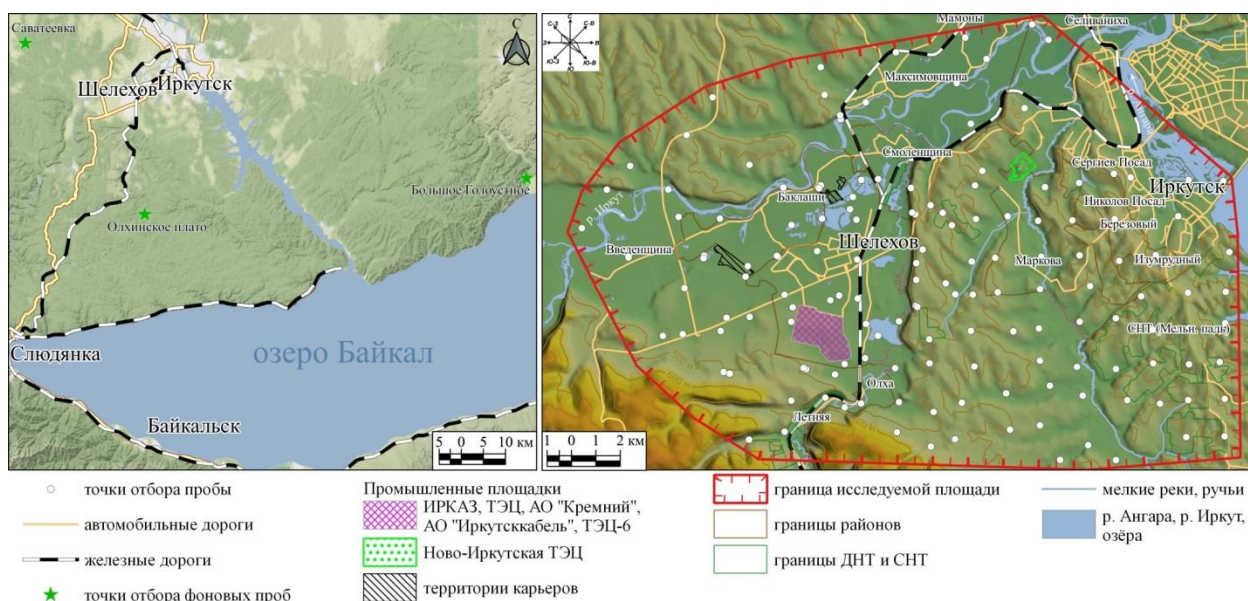 Саватеевка
С
Шелехов
Иркутск
Большое Голоустное
Олхинское плато
озеро Байкал
Слюдянка
Байкальск
5 0 5 10 км
С
С-З
С-В
З
В
Ю-З
Ю-В
Ю
Мамоны
Селиваниха
Максимовщина
Смоленщина
Сергиев Посад
Иркутск
р. Иркут
Баклаши
Николов Посад
Березовый
Введенщина
Шелехов
Маркова
Изумрудный
СНТ (Мельн. падь)
Олха
Летняя
1 0 1 2 км
точки отбора пробы
автомобильные дороги
железные дороги
точки отбора фоновых проб
Промышленные площадки
ИРКАЗ, ТЭЦ, АО "Кремний",
АО "Иркутсккабель", ТЭЦ-6
Ново-Иркутская ТЭЦ
территории карьеров
граница исследуемой площади
границы районов
границы ДНТ и СНТ
мелкие реки, ручьи
р. Ангара, р. Иркут,
озёра